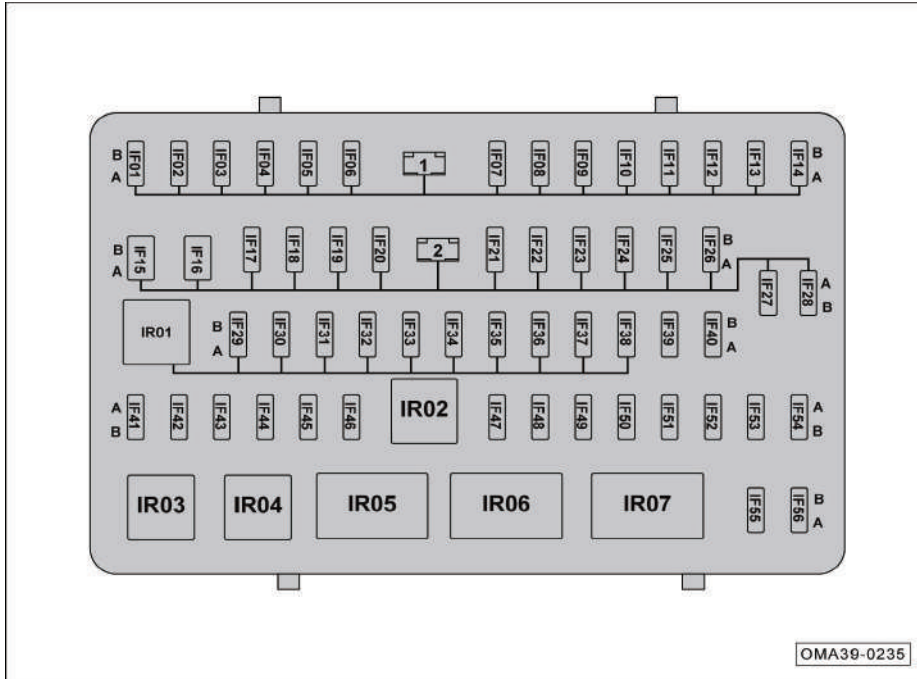 B IF01 IF02 IF03 IF04 IF05 IF06 1 IF07 IF08 IF09 IF10 IF11 IF12 IF13 IF14 B
A A
B IF15 IF16 IF17 IF18 IF19 IF20 2 IF21 IF22 IF23 IF24 IF25 IF26 B
A A
IF27 IF28 A
B
IR01 B IF29 IF30 IF31 IF32 IF33 IF34 IF35 IF36 IF37 IF38 IF39 IF40 B
A A
A IF41 IF42 IF43 IF44 IF45 IF46 IR02 IF47 IF48 IF49 IF50 IF51 IF52 IF53 IF54 A
B B
IR03 IR04 IR05 IR06 IR07 IF55 IF56 B
A
OMA39-0235